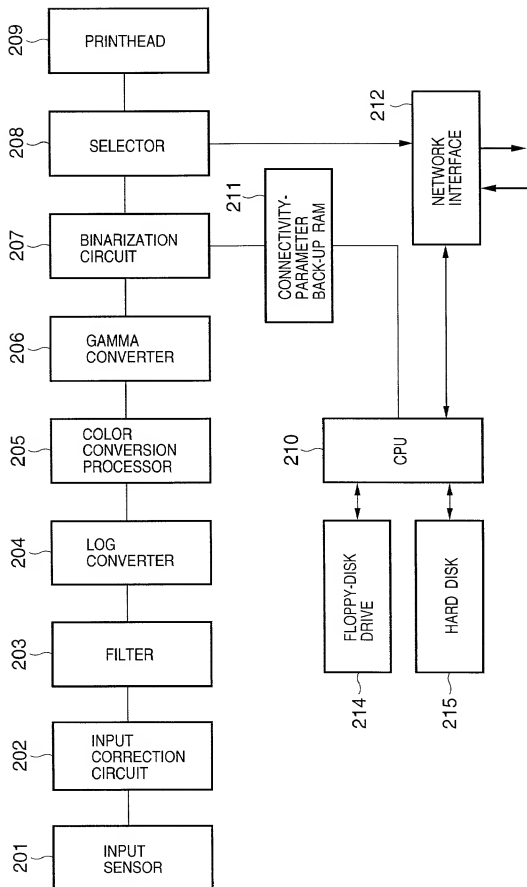 209
PRINTHEAD
208
SELECTOR
207
BINARIZATION
CIRCUIT
206
GAMMA
CONVERTER
205
COLOR
CONVERSION
PROCESSOR
204
LOG
CONVERTER
203
FILTER
202
INPUT
CORRECTION
CIRCUIT
201
INPUT
SENSOR
211
CONNECTIVITY-
PARAMETER
BACK-UP RAM
212
NETWORK
INTERFACE
210
CPU
FLOPPY-DISK
DRIVE
214
HARD DISK
215